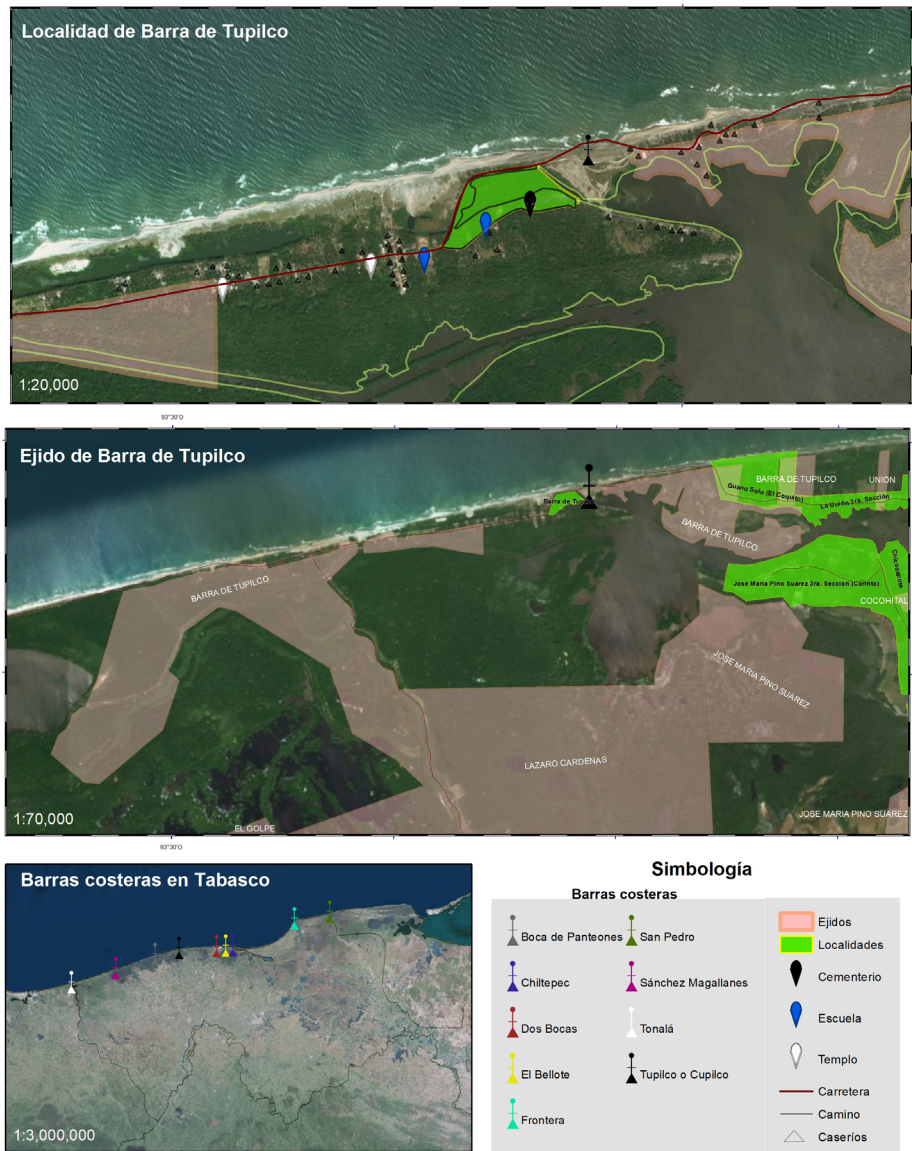 Localidad de Barra de Tupilco
1:20,000
93°30'O
Ejido de Barra de Tupilco
BARRA DE TUPILCO
UNION
Guano Solo (El Coquito)
La Unión 3ra. Sección
Barra de Tupilco
BARRA DE TUPILCO
Chicozapote
José María Pino Suárez 3ra. Sección (Corinto)
BARRA DE TUPILCO
COCOHITAL
JOSE MARIA PINO SUAREZ
LAZARO CARDENAS
1:70,000
EL GOLPE
JOSE MARIA PINO SUAREZ
93°30'O
Barras costeras en Tabasco
1:3,000,000
Simbología
Barras costeras
Boca de Panteones
San Pedro
Chiltepec
Sánchez Magallanes
Dos Bocas
Tonalá
El Bellote
Tupilco o Cupilco
Frontera
Ejidos
Localidades
Cementerio
Escuela
Templo
Carretera
Camino
Caseríos